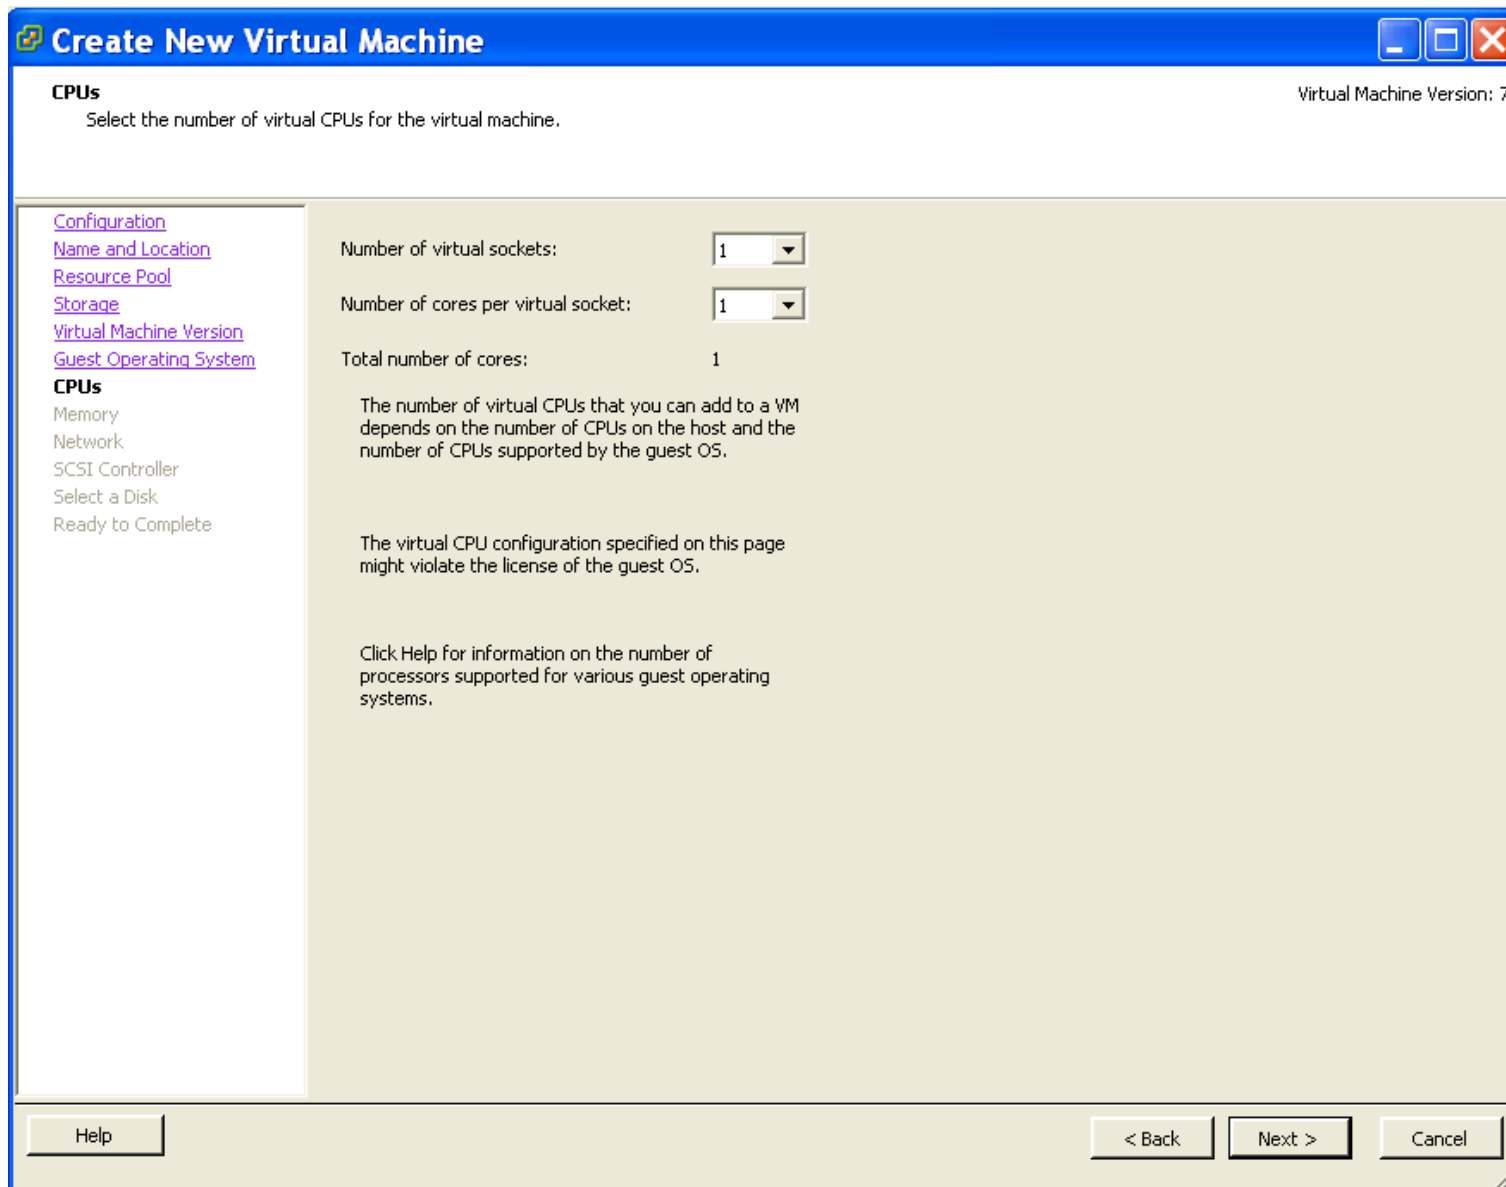 Create New Virtual Machine
CPUs
Virtual Machine Version: 7
Select the number of virtual CPUs for the virtual machine.
Configuration
Name and Location
Resource Pool
Storage
Virtual Machine Version
Guest Operating System
CPUs
Memory
Network
SCSI Controller
Select a Disk
Ready to Complete
Number of virtual sockets:
1
Number of cores per virtual socket:
1
Total number of cores:
1
The number of virtual CPUs that you can add to a VM
depends on the number of CPUs on the host and the
number of CPUs supported by the guest OS.
The virtual CPU configuration specified on this page
might violate the license of the guest OS.
Click Help for information on the number of
processors supported for various guest operating
systems.
Help
< Back
Next >
Cancel